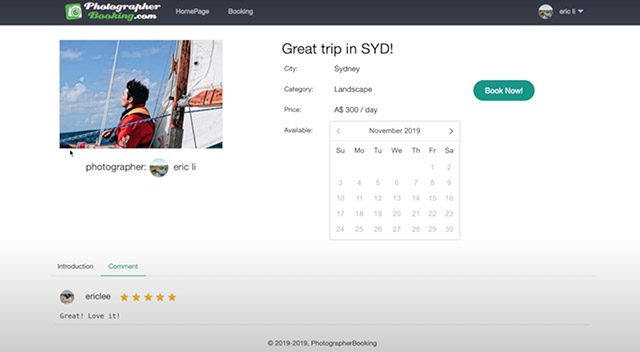 Photographer
Booking.com
HomePage
Booking
eric li
Great trip in SYD!
City:
Sydney
Category:
Landscape
Book Now!
Price:
A$ 300 / day
Available:
November 2019
Su Mo Tu We Th Fr Sa
1 2
3 4 5 6 7 8 9
10 11 12 13 14 15 16
17 18 19 20 21 22 23
24 25 26 27 28 29 30
photographer: eric li
Introduction
Comment
ericlee
Great! Love it!
© 2019-2019, PhotographerBooking